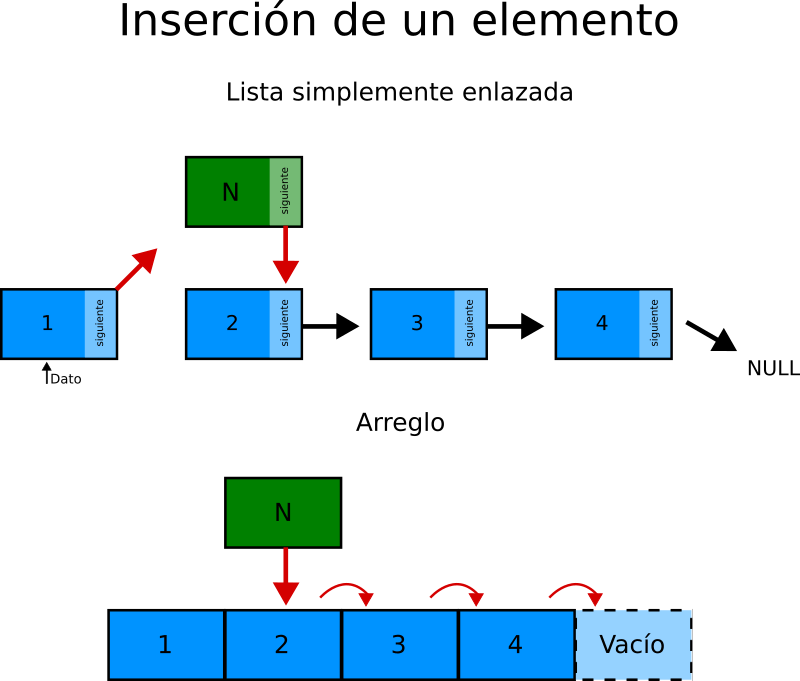 Inserción de un elemento
Lista simplemente enlazada
N siguiente
1 siguiente 2 siguiente 3 siguiente 4 siguiente
NULL
Dato
Arreglo
N
1 2 3 4 Vacío